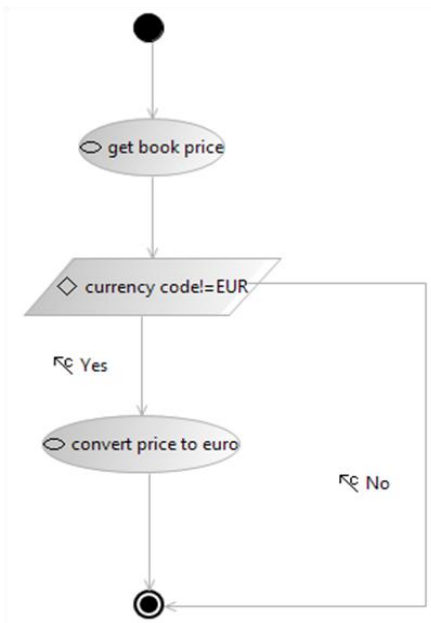 get book price
currency code!=EUR
Yes
convert price to euro
No